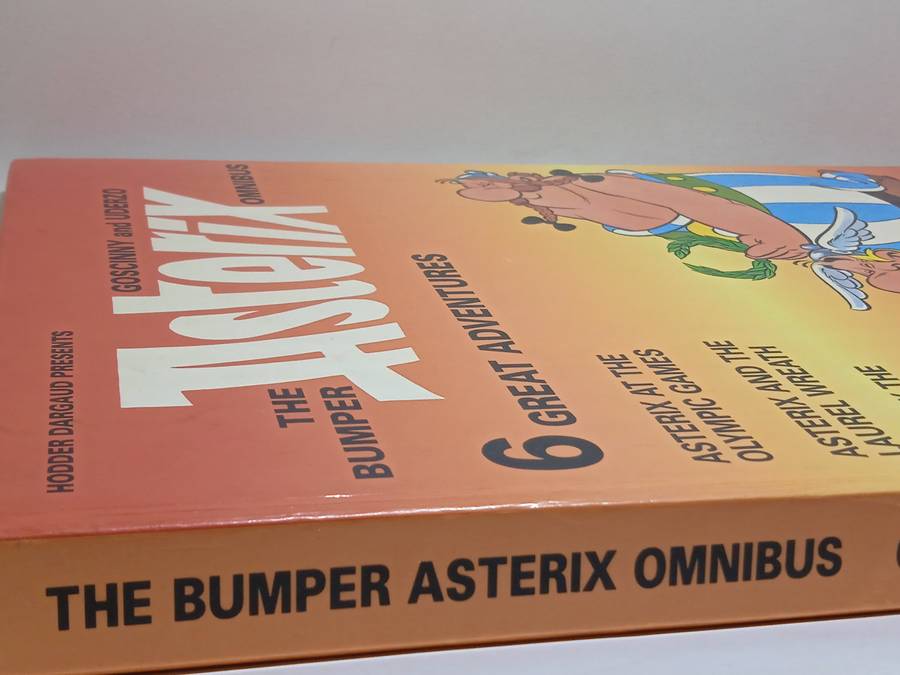 HODDER DARGAUD PRESENTS
GOSCINNY and UDERZO
THE
BUMPER
Asterix
OMNIBUS
6 GREAT ADVENTURES
ASTERIX AT THE
OLYMPIC GAMES
ASTERIX AND THE
LAUREL WREATH
THE BUMPER ASTERIX OMNIBUS